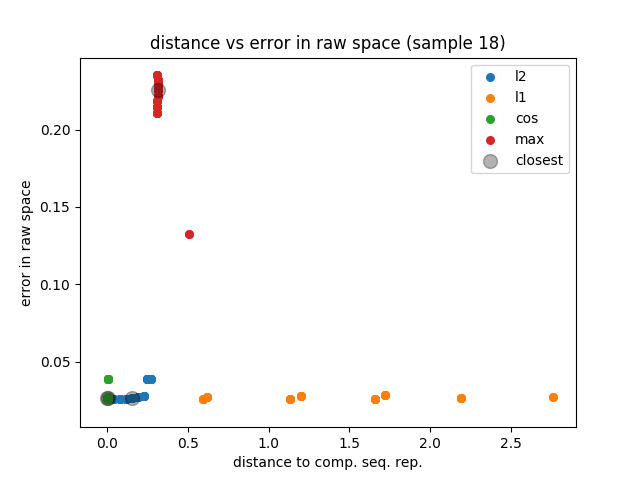 distance vs error in raw space (sample 18)
l2
l1
cos
max
closest
error in raw space
0.20
0.15
0.10
0.05
0.0 0.5 1.0 1.5 2.0 2.5
distance to comp. seq. rep.